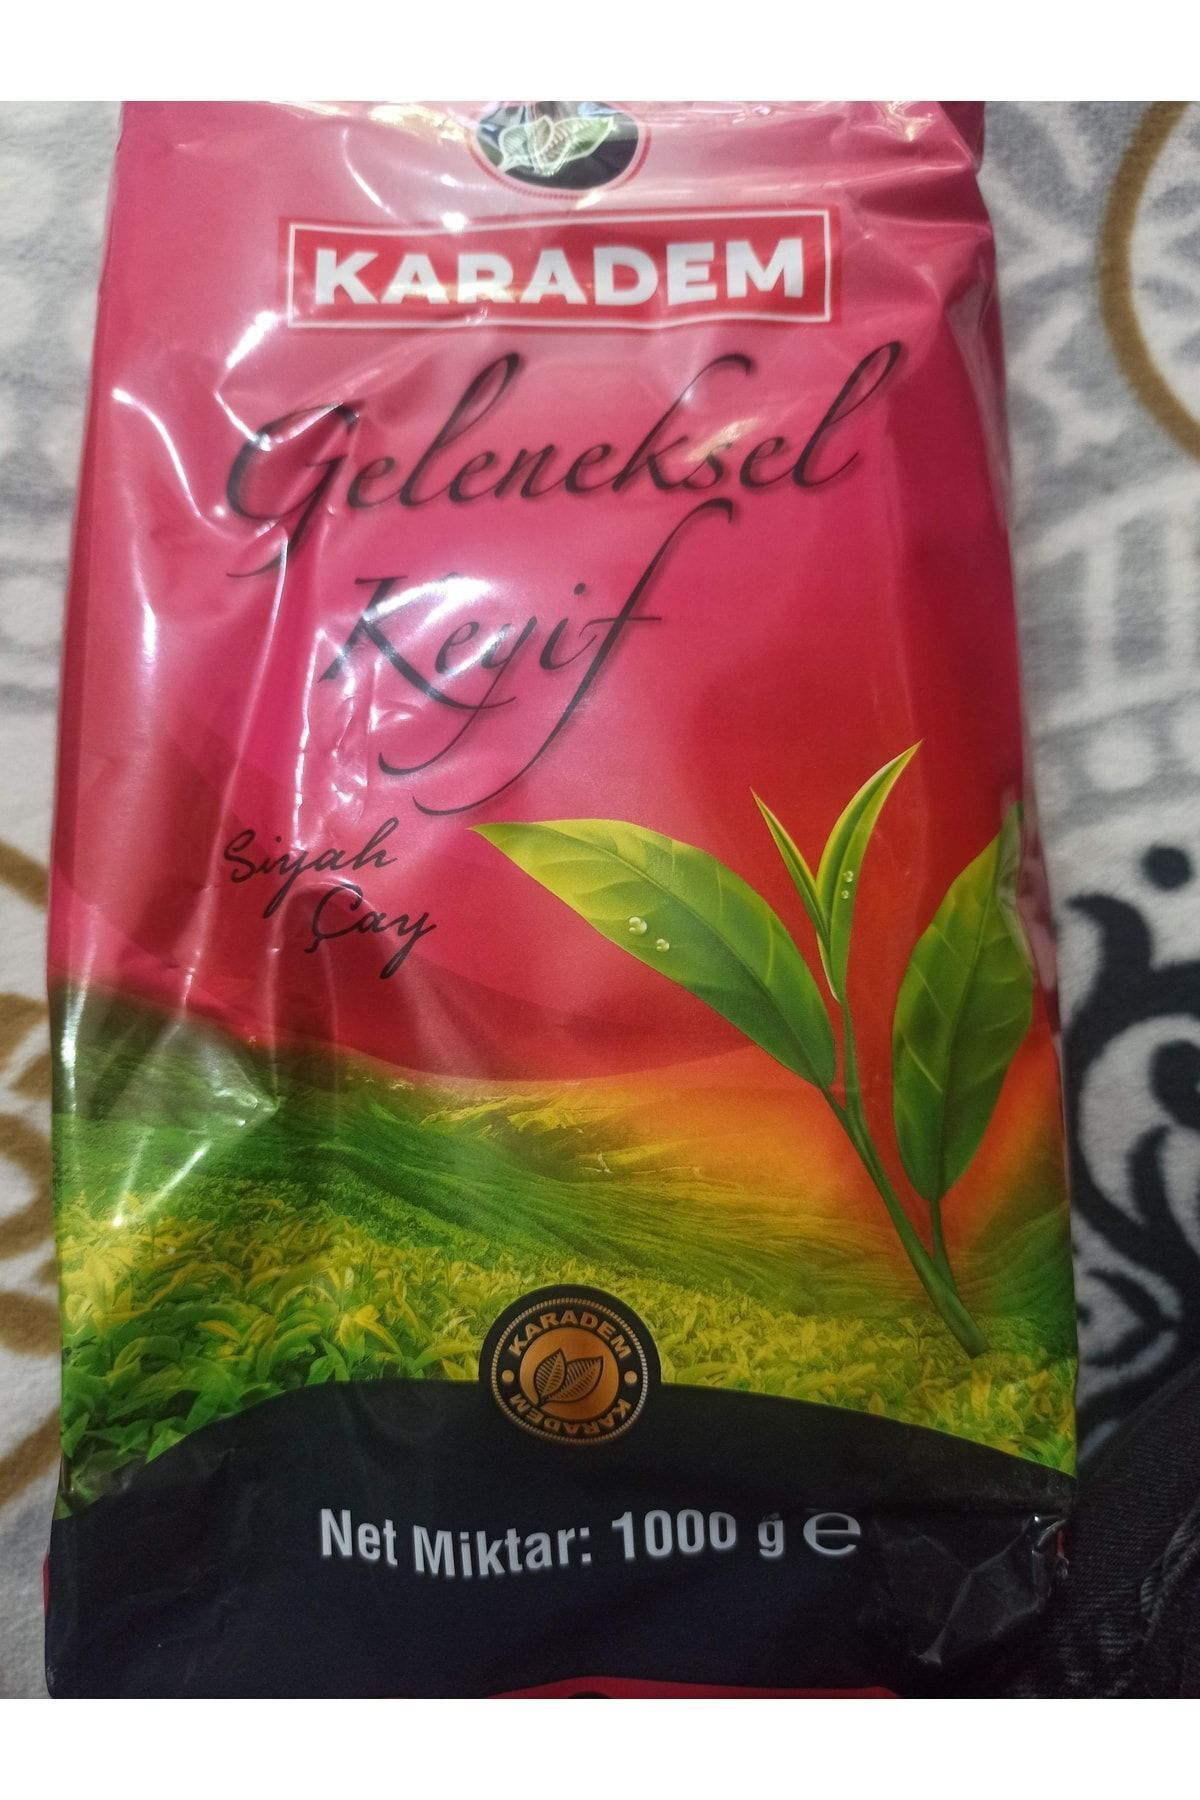 KARADEM
Geleneksel
Keyif
Siyah
Çay
KARADEM
KARADEM
Net Miktar: 1000 g ℮